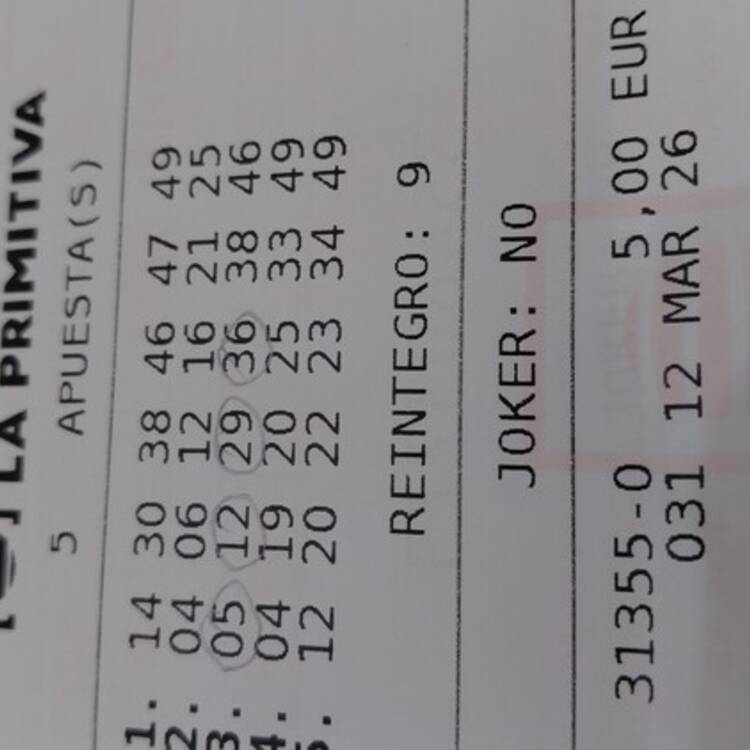 LA PRIMITIVA
5 APUESTA(S)
1. 14 30 38 46 47 49
2. 04 06 12 16 21 25
3. 05 12 29 36 38 46
4. 04 19 20 25 33 49
5. 12 20 22 23 34 49
REINTEGRO: 9
JOKER: NO
31355-0 5,00 EUR
031 12 MAR 26